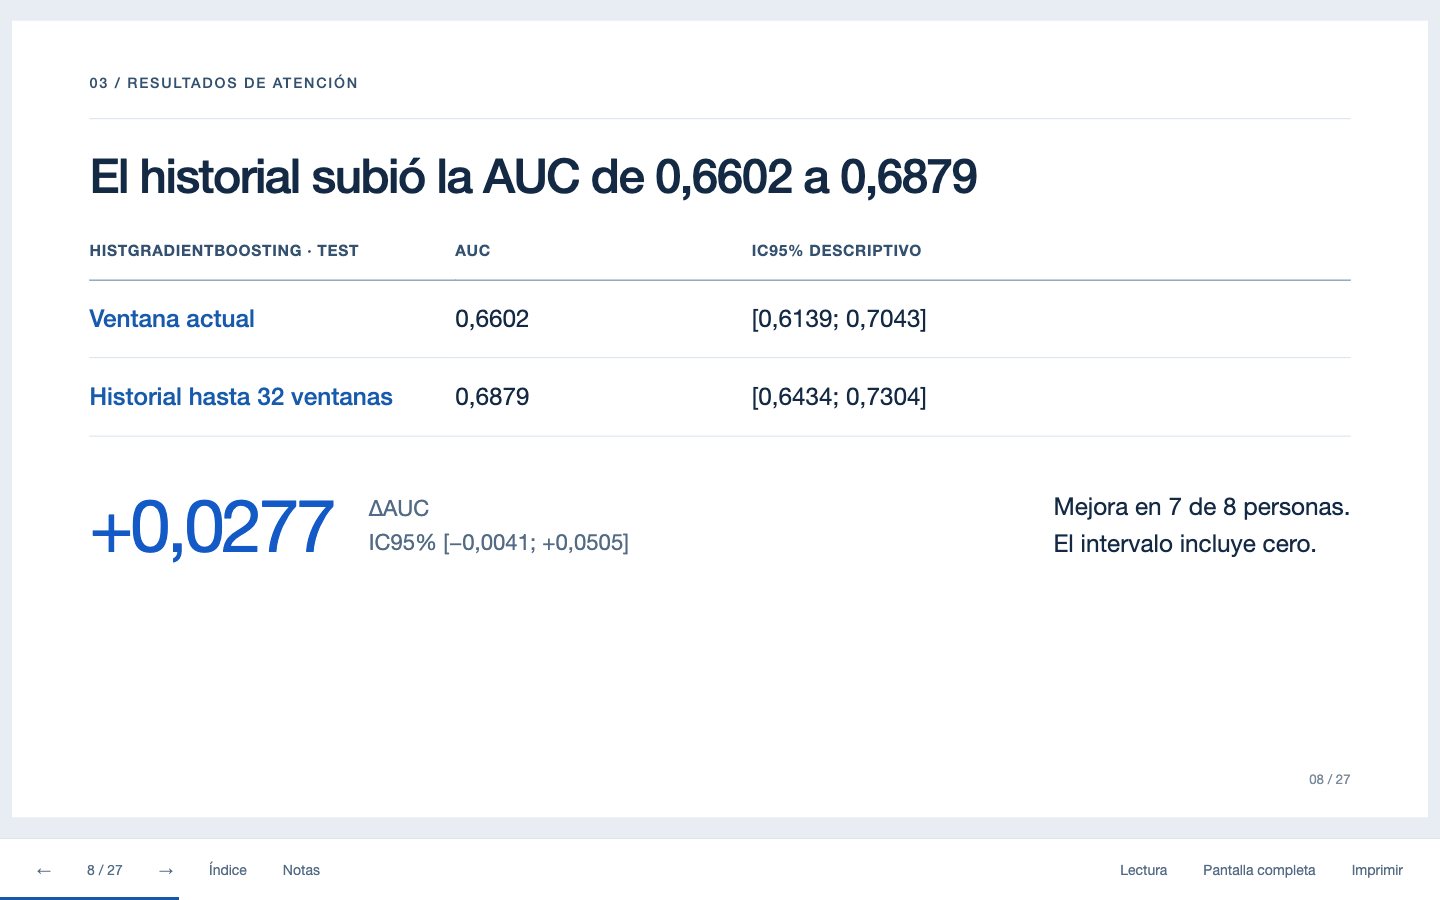 03 / RESULTADOS DE ATENCIÓN
El historial subió la AUC de 0,6602 a 0,6879
HISTGRADIENTBOOSTING · TEST AUC IC95% DESCRIPTIVO
Ventana actual 0,6602 [0,6139; 0,7043]
Historial hasta 32 ventanas 0,6879 [0,6434; 0,7304]
+0,0277
ΔAUC
IC95% [−0,0041; +0,0505]
Mejora en 7 de 8 personas.
El intervalo incluye cero.
08 / 27
← 8 / 27 → Índice Notas Lectura Pantalla completa Imprimir